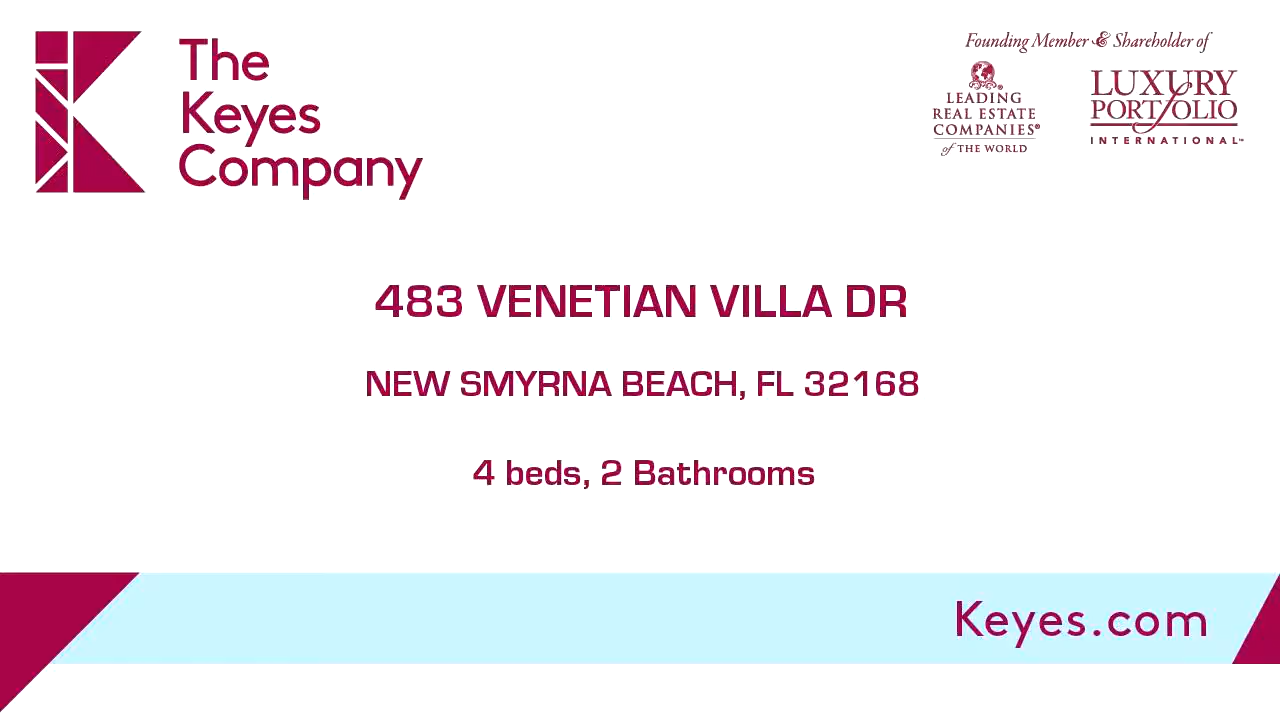 The
Keyes
Company
Founding Member & Shareholder of
LEADING
REAL ESTATE
COMPANIES®
of THE WORLD
LUXURY
PORTFOLIO
INTERNATIONAL™
483 VENETIAN VILLA DR
NEW SMYRNA BEACH, FL 32168
4 beds, 2 Bathrooms
Keyes.com